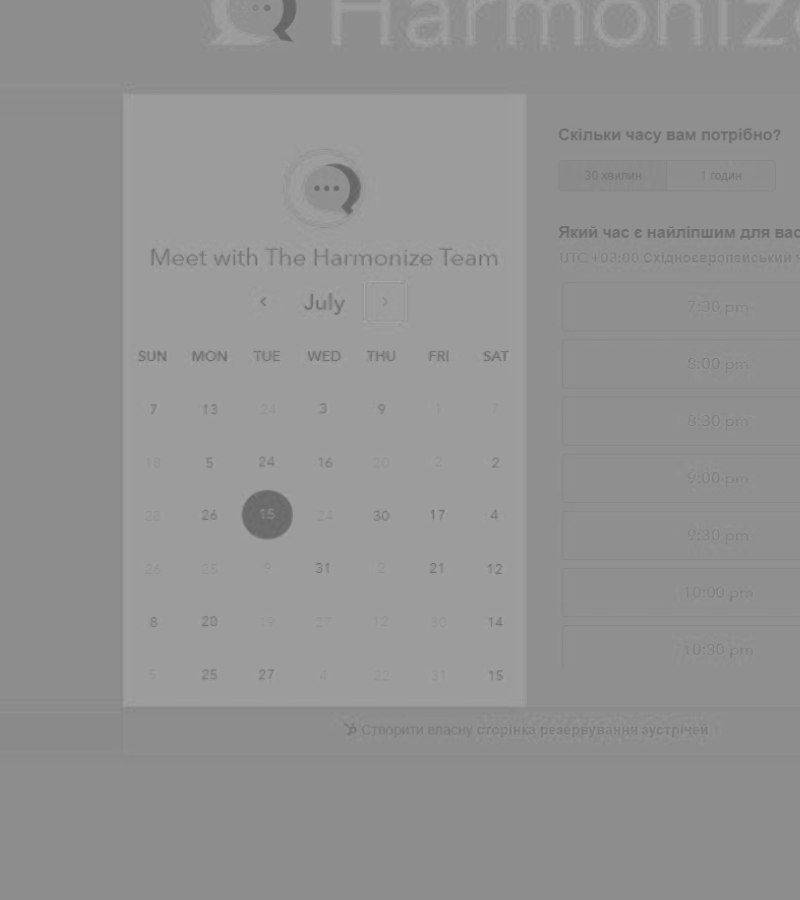 Harmonize
Meet with The Harmonize Team
July
SUN MON TUE WED THU FRI SAT
7 13 24 3 9 1 7
13 5 24 16 20 2 2
28 26 15 24 30 17 4
26 25 9 31 2 21 12
8 20 19 27 12 30 14
5 25 27 4 22 31 15
Скільки часу вам потрібно?
30 хвилин 1 годин
Який час є найліпшим для вас
UTC +03:00 Східноєвропейський ч
7:30 pm
8:00 pm
8:30 pm
9:00 pm
9:30 pm
10:00 pm
10:30 pm
Створити власну сторінка резервування зустрічей